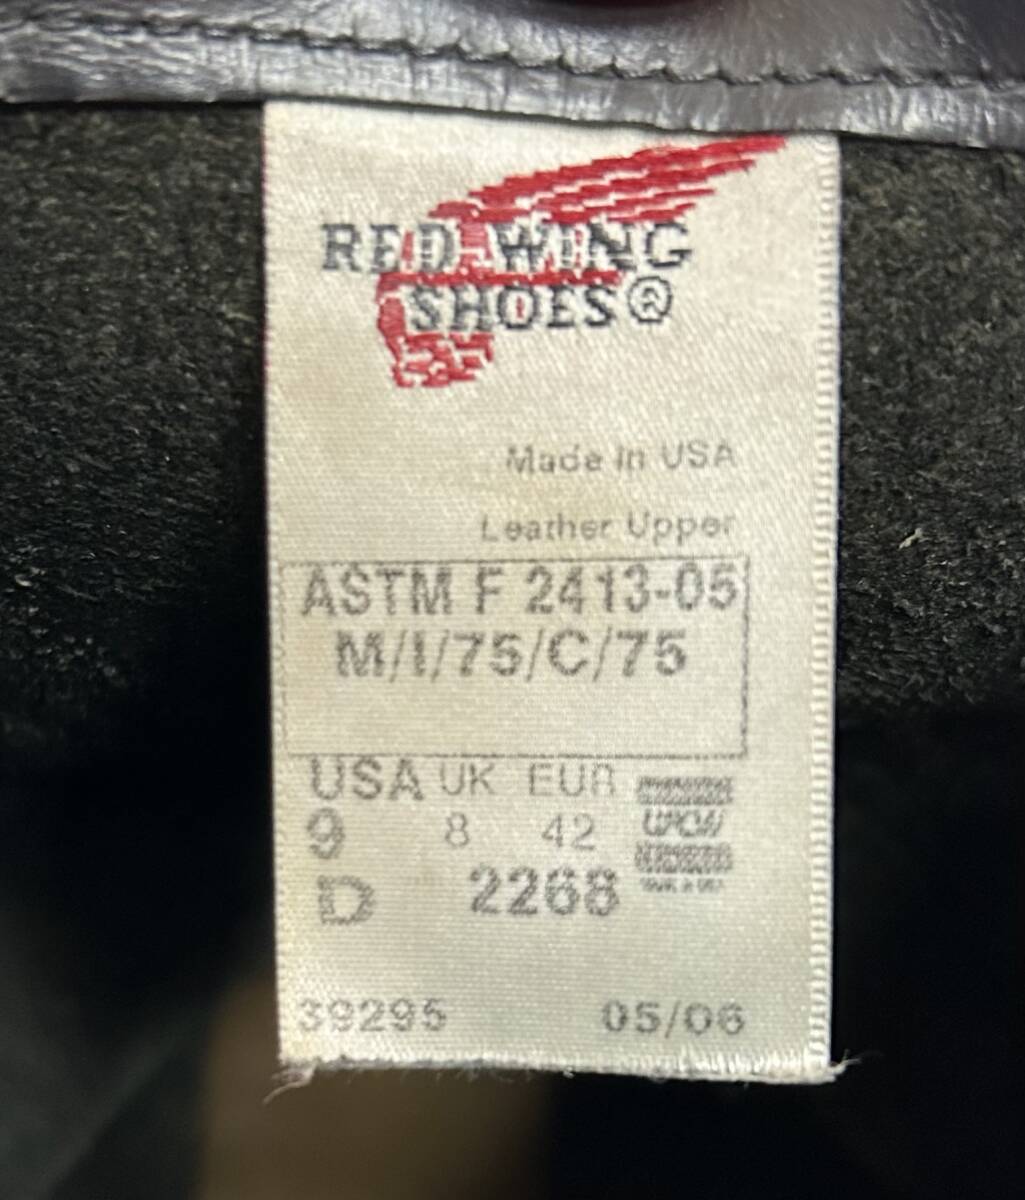 RED WING
SHOES®
Made in USA
Leather Upper
ASTM F 2413-05
M/I/75/C/75
USA UK EUR
9 8 42
UFCW
D 2268
39295 05/06